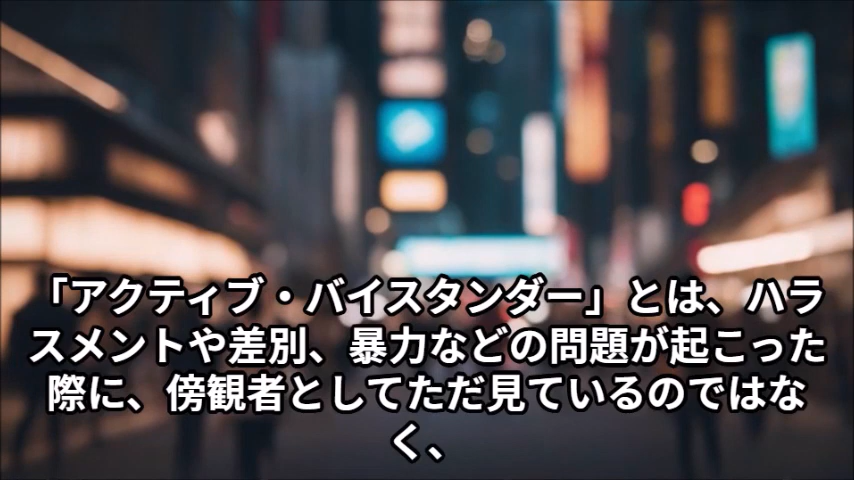 「アクティブ・バイスタンダー」とは、ハラ
スメントや差別、暴力などの問題が起こった
際に、傍観者としてただ見ているのではな
く、